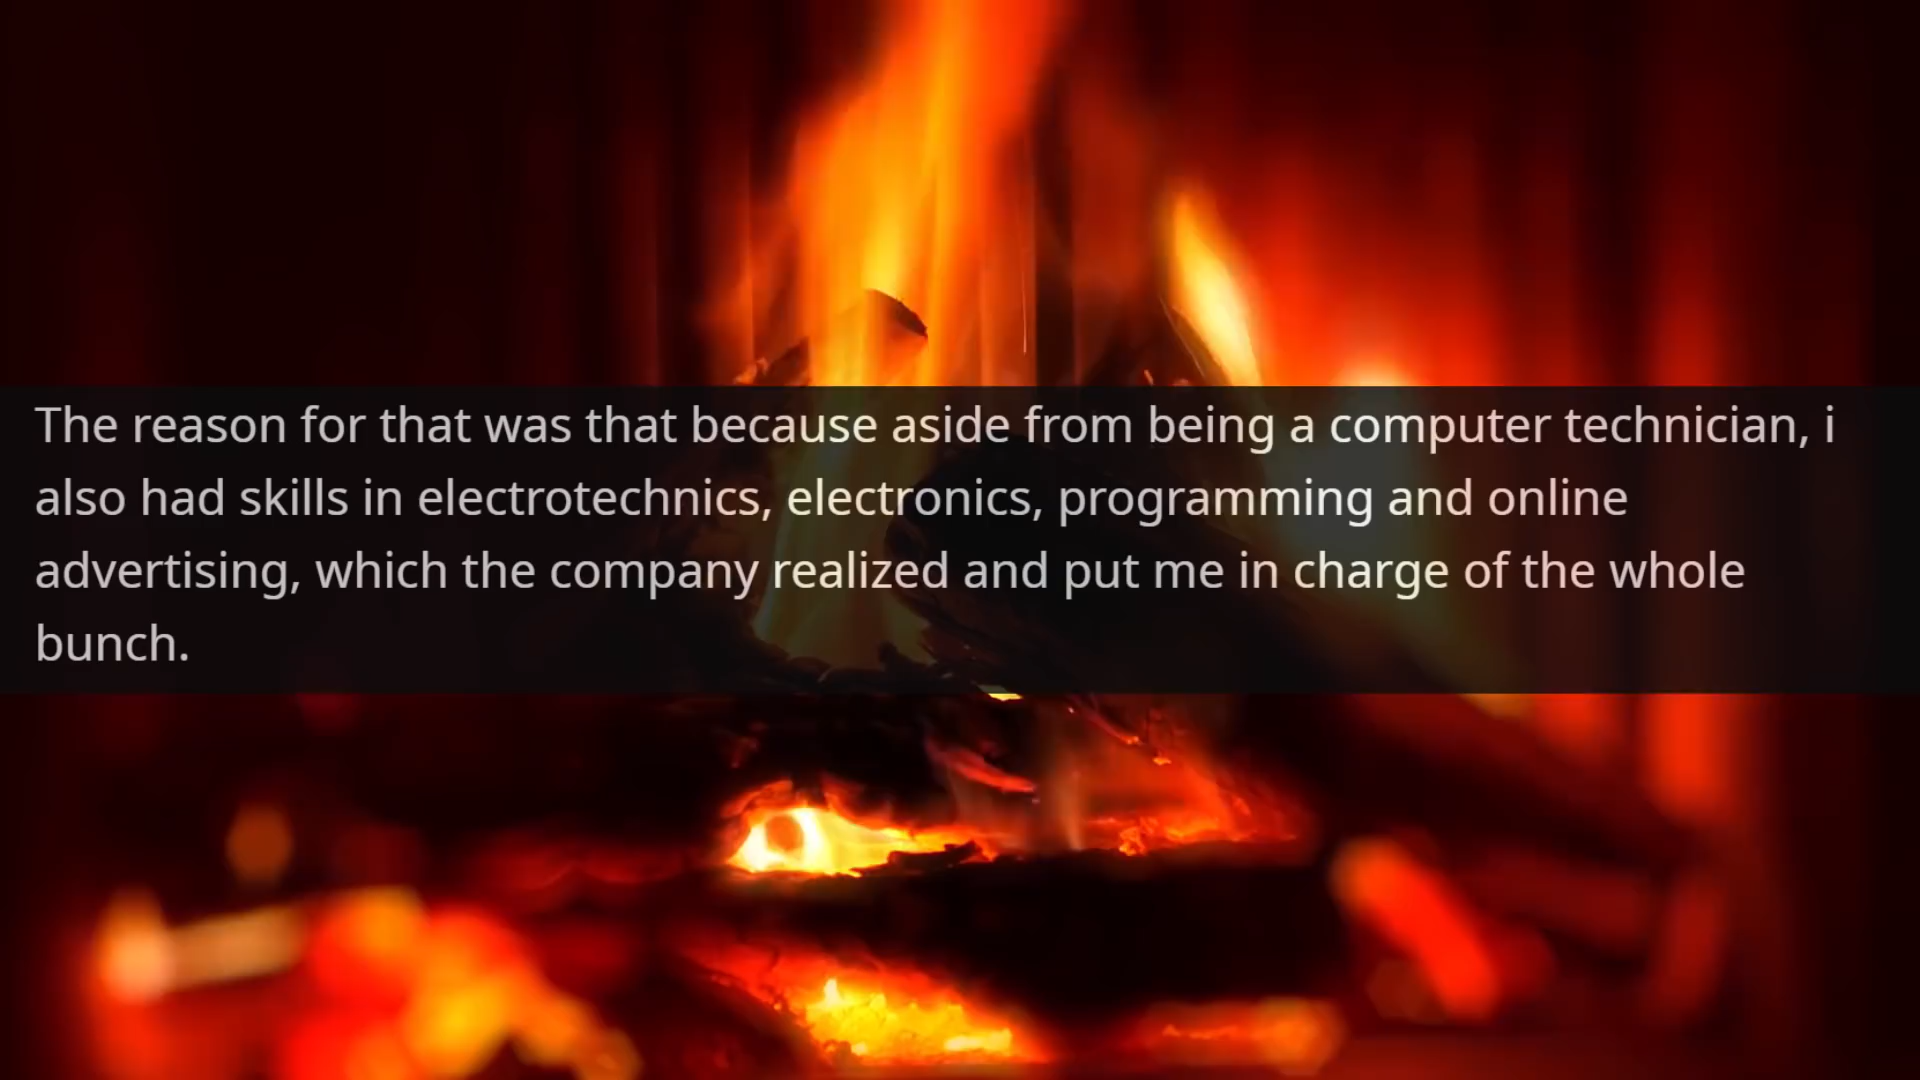 The reason for that was that because aside from being a computer technician, i
also had skills in electrotechnics, electronics, programming and online
advertising, which the company realized and put me in charge of the whole
bunch.